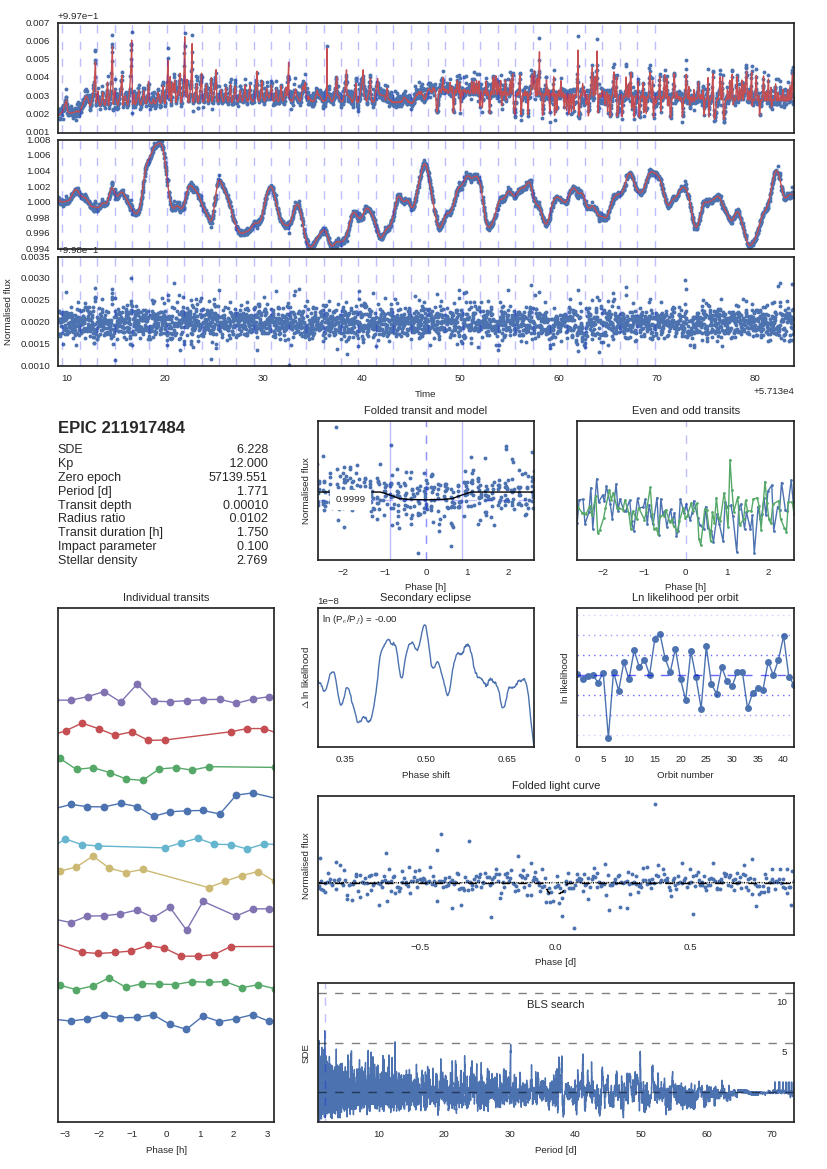 +9.97e−1
0.007
0.006
0.005
0.004
0.003
0.002
0.001
1.008
1.006
1.004
1.002
1.000
0.998
0.996
0.994
+9.98e−1
0.0035
0.0030
0.0025
0.0020
0.0015
0.0010
Normalised flux
10 20 30 40 50 60 70 80
Time
+5.713e4
EPIC 211917484
SDE 6.228
Kp 12.000
Zero epoch 57139.551
Period [d] 1.771
Transit depth 0.00010
Radius ratio 0.0102
Transit duration [h] 1.750
Impact parameter 0.100
Stellar density 2.769
Folded transit and model
Normalised flux
0.9999
−2 −1 0 1 2
Phase [h]
Even and odd transits
−2 −1 0 1 2
Phase [h]
Individual transits
−3 −2 −1 0 1 2 3
Phase [h]
Secondary eclipse
1e−8
ln (Pₑ/P𝑓) = -0.00
Δ ln likelihood
0.35 0.50 0.65
Phase shift
Ln likelihood per orbit
ln likelihood
0 5 10 15 20 25 30 35 40
Orbit number
Folded light curve
Normalised flux
−0.5 0.0 0.5
Phase [d]
BLS search
10
5
SDE
10 20 30 40 50 60 70
Period [d]